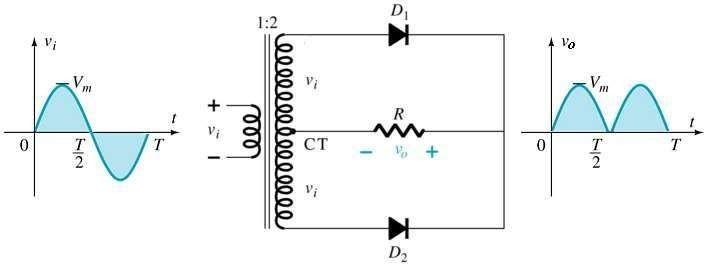 v_i
V_m
t
0
T/2
T
1:2
D_1
v_i
+
v_i
−
R
CT
− v_o +
v_i
D_2
v_o
V_m
t
0
T/2
T